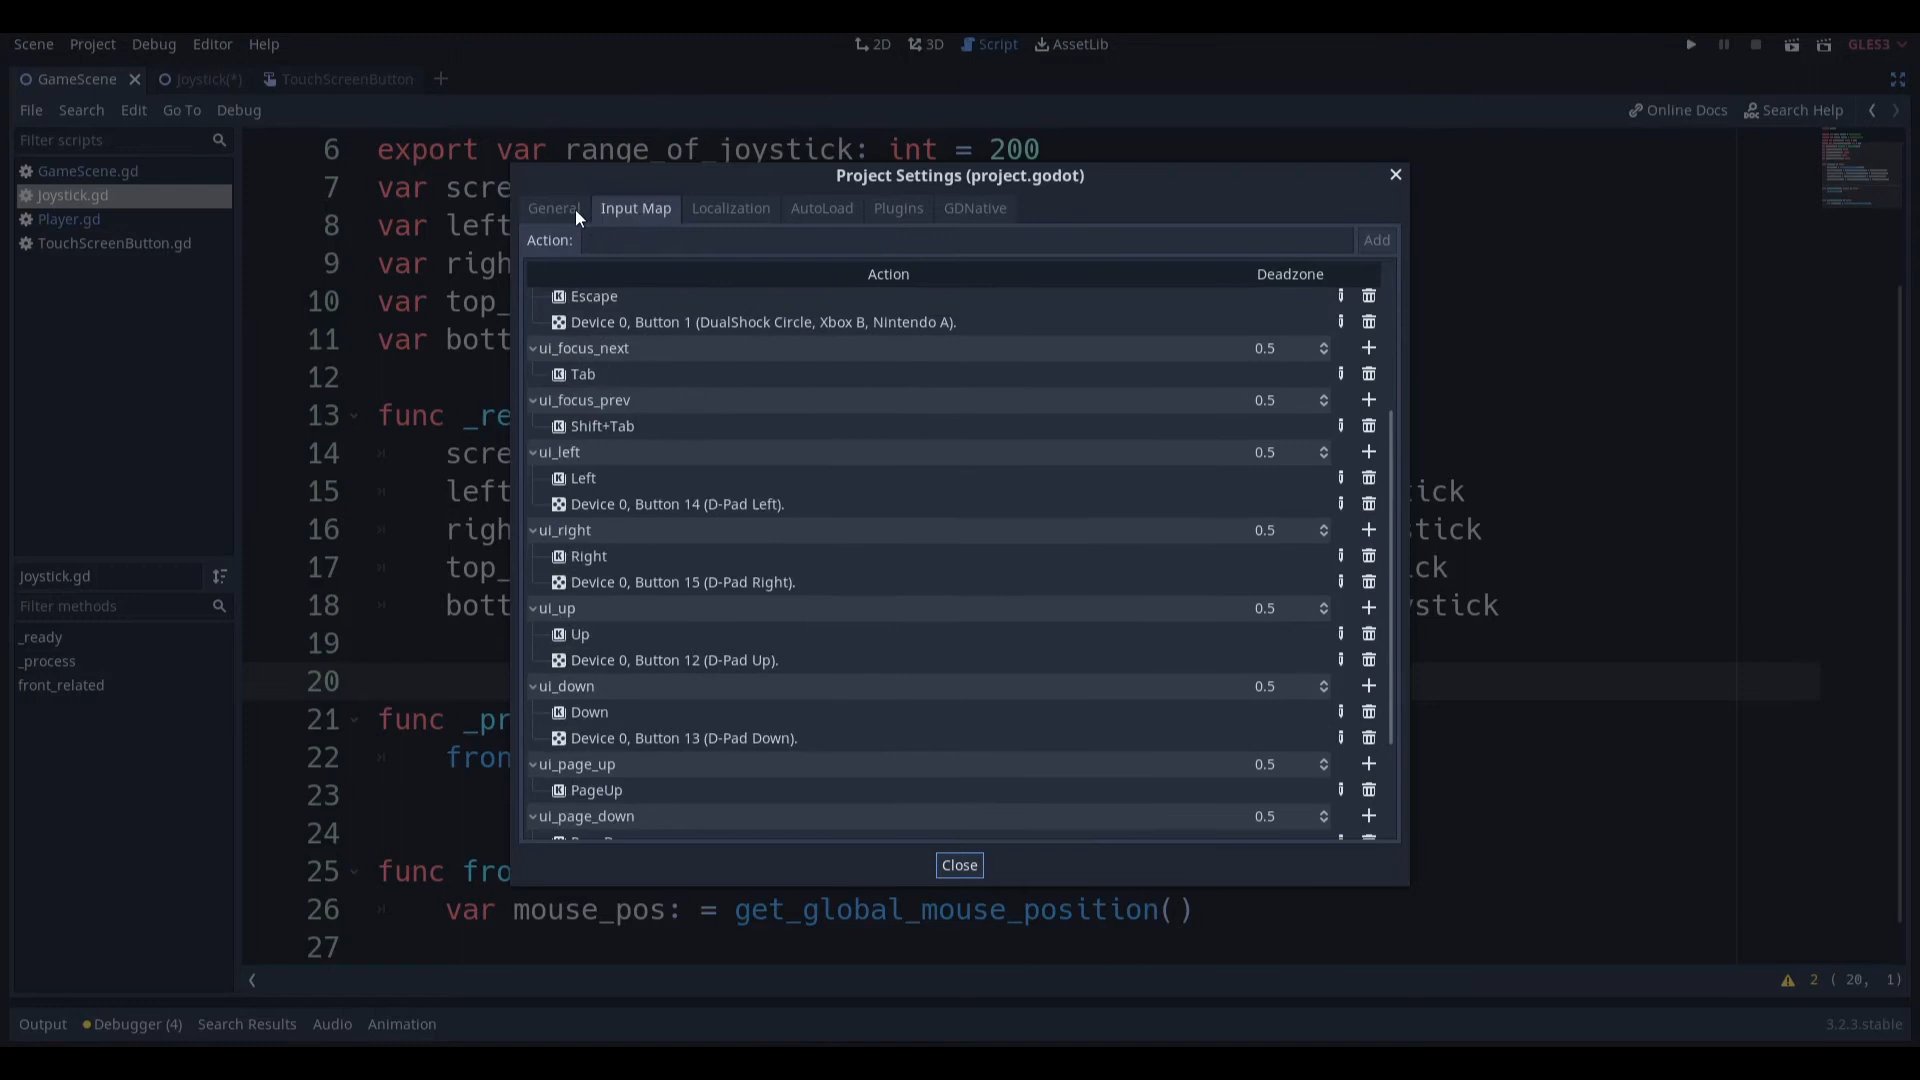 Scene Project Debug Editor Help 2D 3D Script AssetLib GLES3
GameScene Joystick(*) TouchScreenButton
File Search Edit Go To Debug Online Docs Search Help
Filter scripts
GameScene.gd
Joystick.gd
Player.gd
TouchScreenButton.gd
Joystick.gd
Filter methods
_ready
_process
front_related
6 export var range_of_joystick: int = 200
7 var scre
8 var left
9 var righ
10 var top_
11 var bott
12
13 func _re
14 scre
15 left tick
16 righ stick
17 top_ ck
18 bott ystick
19
20
21 func _pr
22 fron
23
24
25 func fro
26 var mouse_pos: = get_global_mouse_position()
27
Project Settings (project.godot)
General Input Map Localization AutoLoad Plugins GDNative
Action: Add
Action Deadzone
Escape
Device 0, Button 1 (DualShock Circle, Xbox B, Nintendo A).
ui_focus_next 0.5
Tab
ui_focus_prev 0.5
Shift+Tab
ui_left 0.5
Left
Device 0, Button 14 (D-Pad Left).
ui_right 0.5
Right
Device 0, Button 15 (D-Pad Right).
ui_up 0.5
Up
Device 0, Button 12 (D-Pad Up).
ui_down 0.5
Down
Device 0, Button 13 (D-Pad Down).
ui_page_up 0.5
PageUp
ui_page_down 0.5
Close
2 ( 20, 1)
Output Debugger (4) Search Results Audio Animation 3.2.3.stable